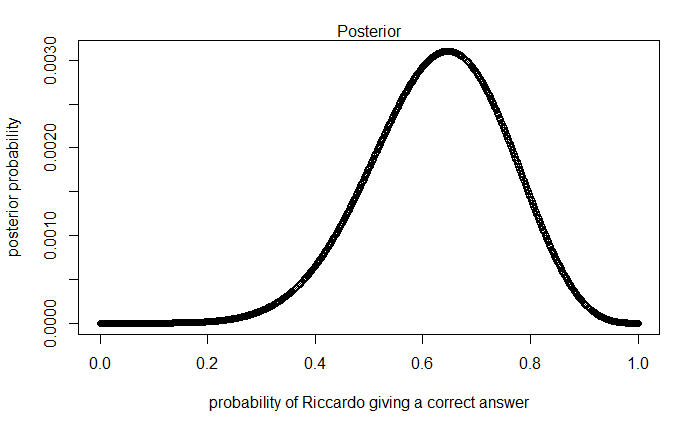 Posterior
posterior probability
0.0030
0.0020
0.0010
0.0000
0.0 0.2 0.4 0.6 0.8 1.0
probability of Riccardo giving a correct answer